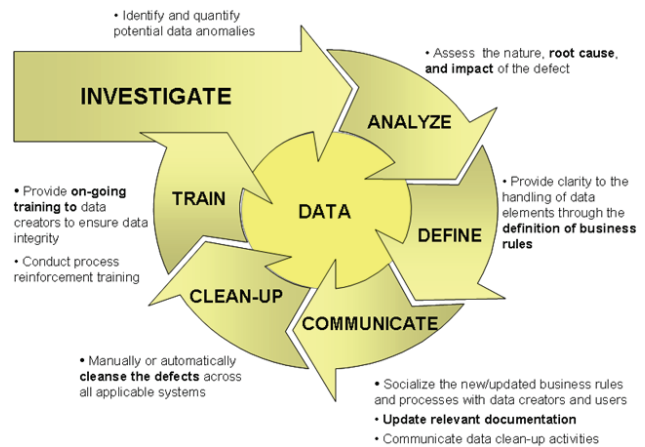 • Identify and quantify
potential data anomalies
INVESTIGATE
• Assess the nature, root cause,
and impact of the defect
ANALYZE
• Provide clarity to the
handling of data
elements through the
definition of business
rules
DEFINE
DATA
TRAIN
• Provide on-going
training to data
creators to ensure data
integrity
• Conduct process
reinforcement training
CLEAN-UP
COMMUNICATE
• Manually or automatically
cleanse the defects across
all applicable systems
• Socialize the new/updated business rules
and processes with data creators and users
• Update relevant documentation
• Communicate data clean-up activities